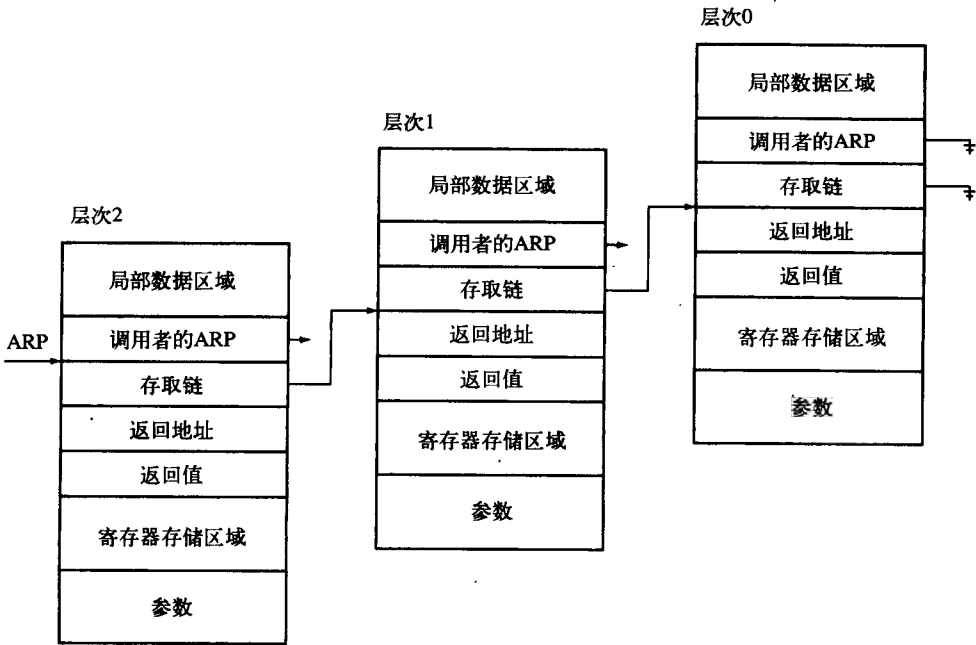 层次0
局部数据区域
调用者的ARP
存取链
返回地址
返回值
寄存器存储区域
参数
层次1
局部数据区域
调用者的ARP
存取链
返回地址
返回值
寄存器存储区域
参数
层次2
局部数据区域
ARP
调用者的ARP
存取链
返回地址
返回值
寄存器存储区域
参数